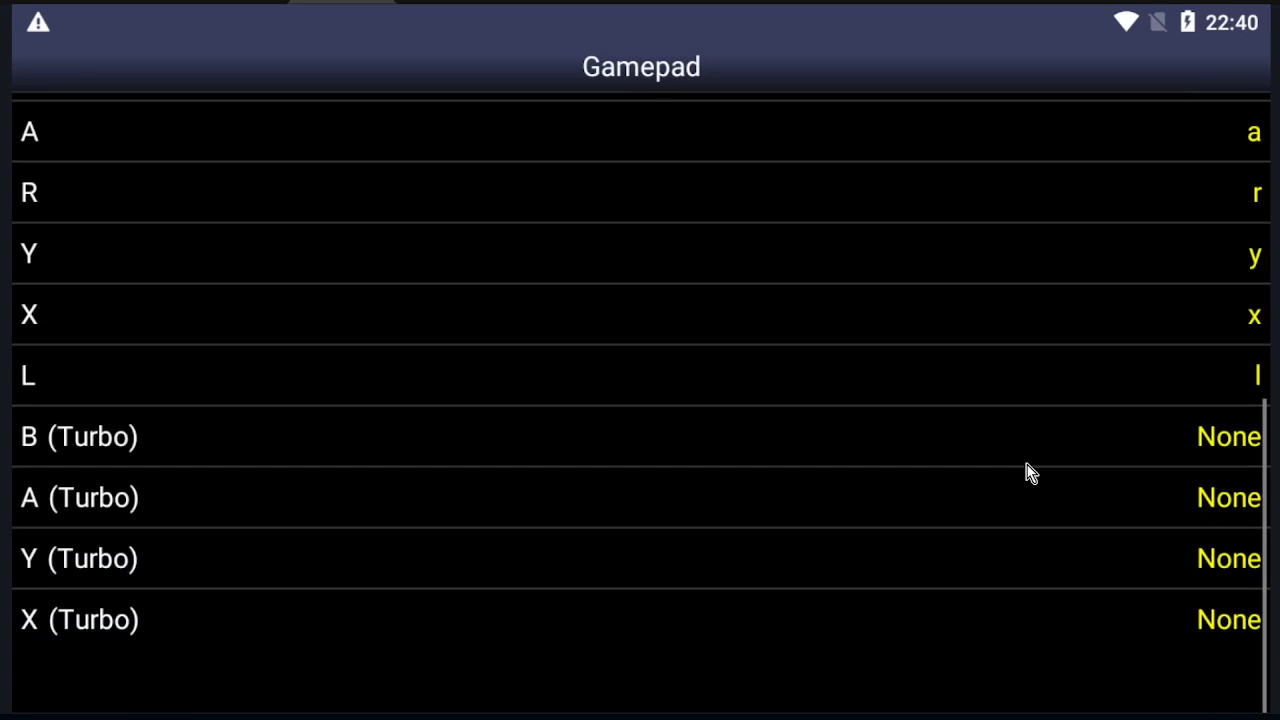 22:40
Gamepad
A a
R r
Y y
X x
L l
B (Turbo) None
A (Turbo) None
Y (Turbo) None
X (Turbo) None